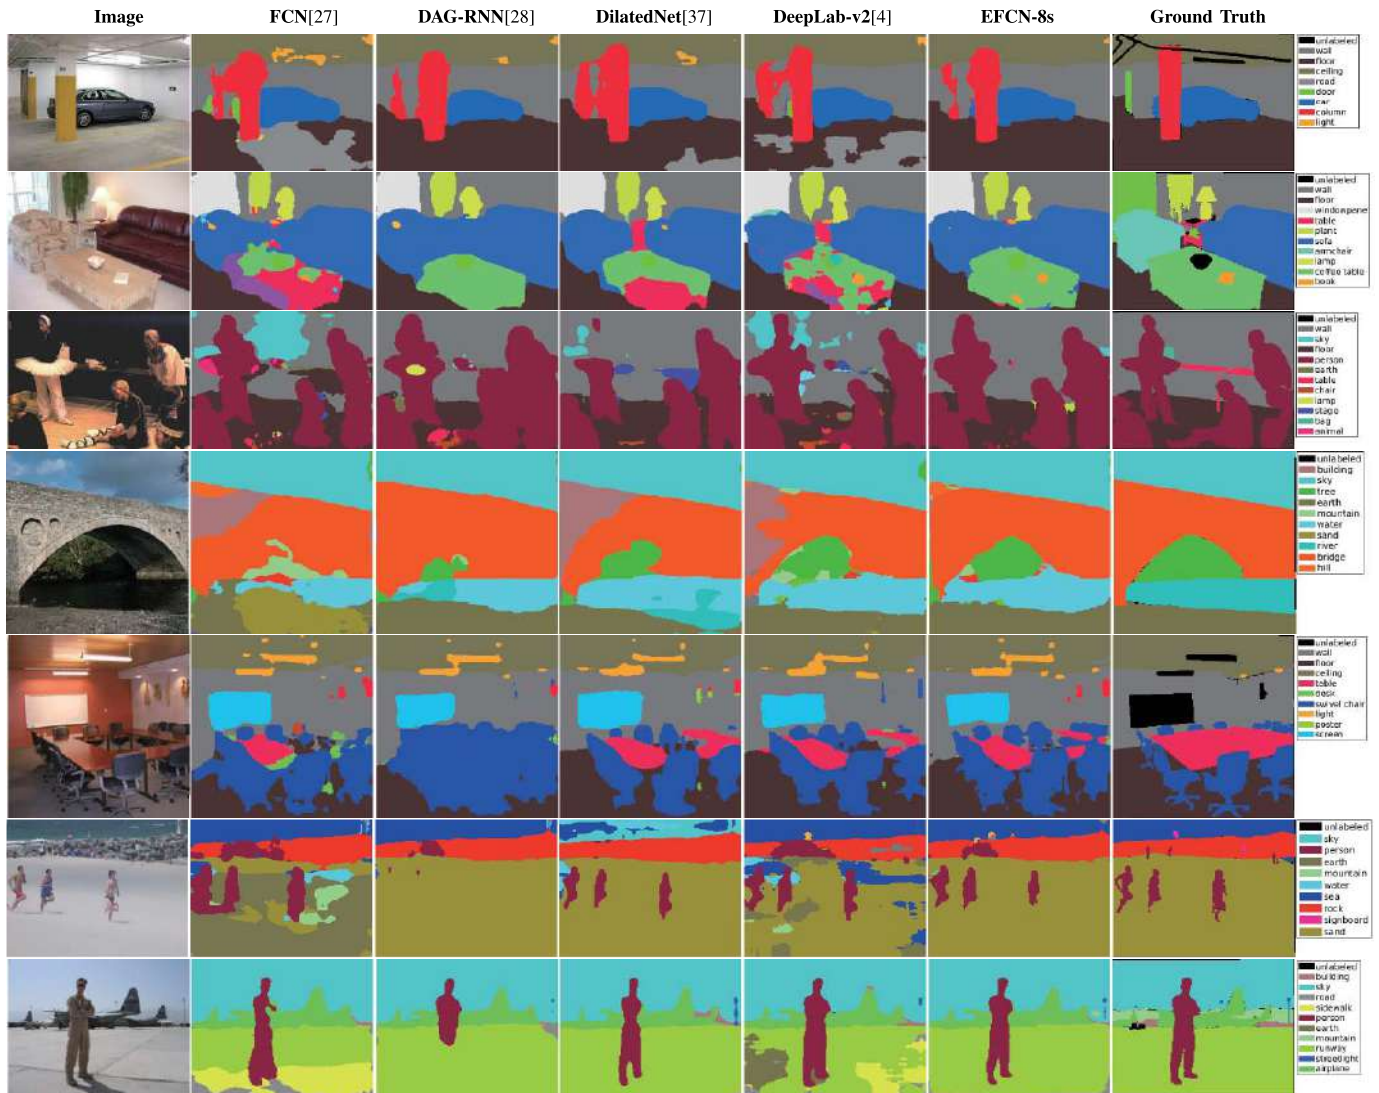 Image FCN[27] DAG-RNN[28] DilatedNet[37] DeepLab-v2[4] EFCN-8s Ground Truth
unlabeled
wall
floor
ceiling
road
door
car
column
light
unlabeled
wall
floor
windowpane
table
plant
sofa
armchair
lamp
coffee table
book
unlabeled
wall
sky
floor
person
earth
table
chair
lamp
stage
bag
animal
unlabeled
building
sky
tree
earth
mountain
water
sand
river
bridge
hill
unlabeled
wall
floor
ceiling
table
desk
swivel chair
light
poster
screen
unlabeled
sky
person
earth
mountain
water
sea
rock
signboard
sand
unlabeled
building
sky
road
sidewalk
person
earth
mountain
runway
streetlight
airplane